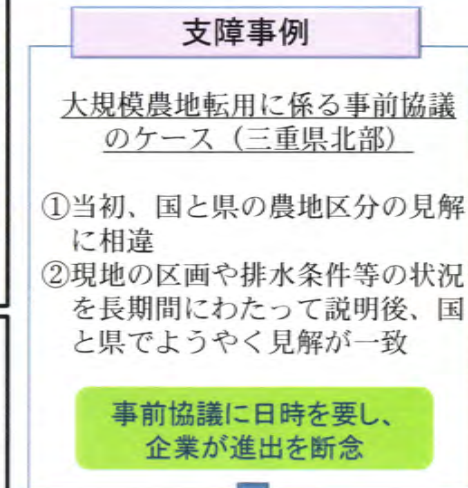 支障事例
大規模農地転用に係る事前協議
のケース（三重県北部）
①当初、国と県の農地区分の見解
に相違
②現地の区画や排水条件等の状況
を長期間にわたって説明後、国
と県でようやく見解が一致
事前協議に日時を要し、
企業が進出を断念